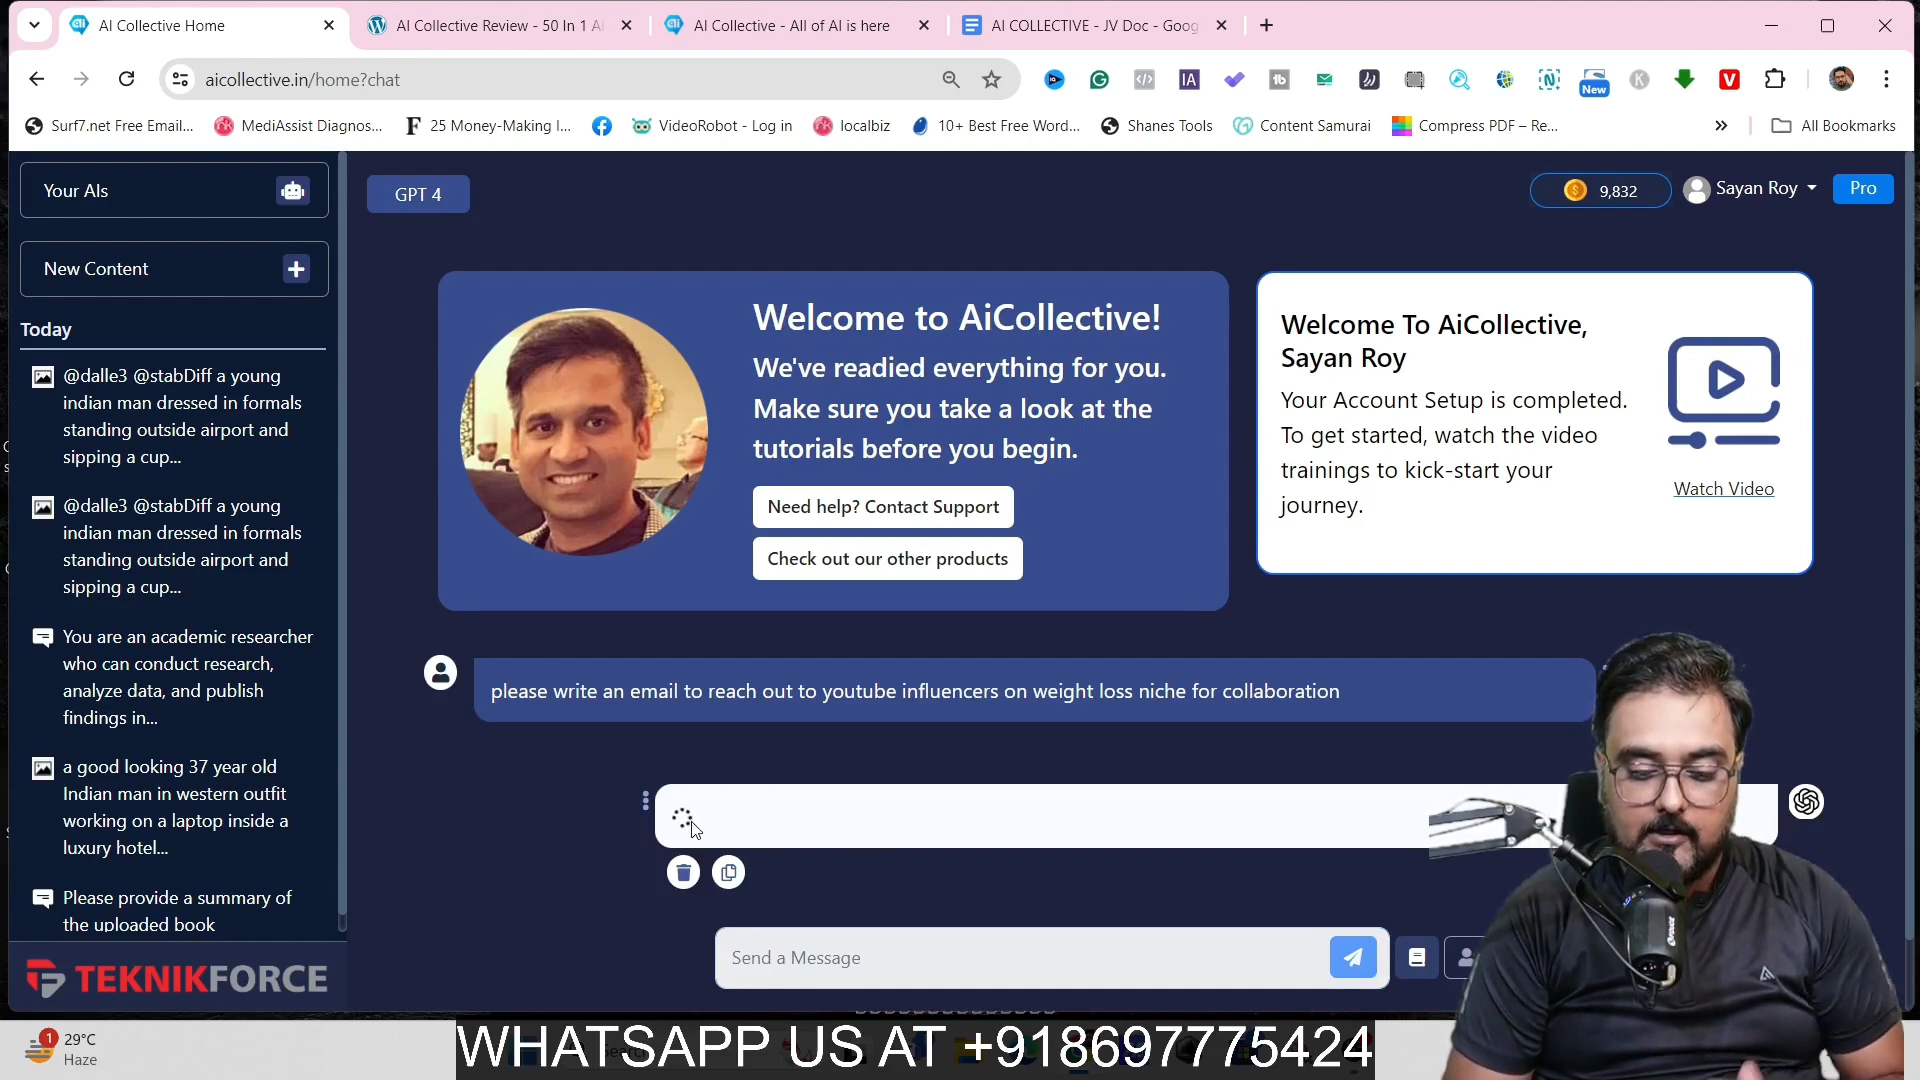 AI Collective Home
AI Collective Review - 50 In 1 A
AI Collective - All of AI is here
AI COLLECTIVE - JV Doc - Goog
aicollective.in/home?chat
New
Surf7.net Free Email...
MediAssist Diagnos...
25 Money-Making I...
VideoRobot - Log in
localbiz
10+ Best Free Word...
Shanes Tools
Content Samurai
Compress PDF – Re...
All Bookmarks
Your AIs
New Content
Today
@dalle3 @stabDiff a young
indian man dressed in formals
standing outside airport and
sipping a cup...
@dalle3 @stabDiff a young
indian man dressed in formals
standing outside airport and
sipping a cup...
You are an academic researcher
who can conduct research,
analyze data, and publish
findings in...
a good looking 37 year old
Indian man in western outfit
working on a laptop inside a
luxury hotel...
Please provide a summary of
the uploaded book
TEKNIKFORCE
GPT 4
9,832
Sayan Roy
Pro
Welcome to AiCollective!
We've readied everything for you.
Make sure you take a look at the
tutorials before you begin.
Need help? Contact Support
Check out our other products
Welcome To AiCollective,
Sayan Roy
Your Account Setup is completed.
To get started, watch the video
trainings to kick-start your
journey.
Watch Video
please write an email to reach out to youtube influencers on weight loss niche for collaboration
Send a Message
1
29°C
Haze
WHATSAPP US AT +918697775424